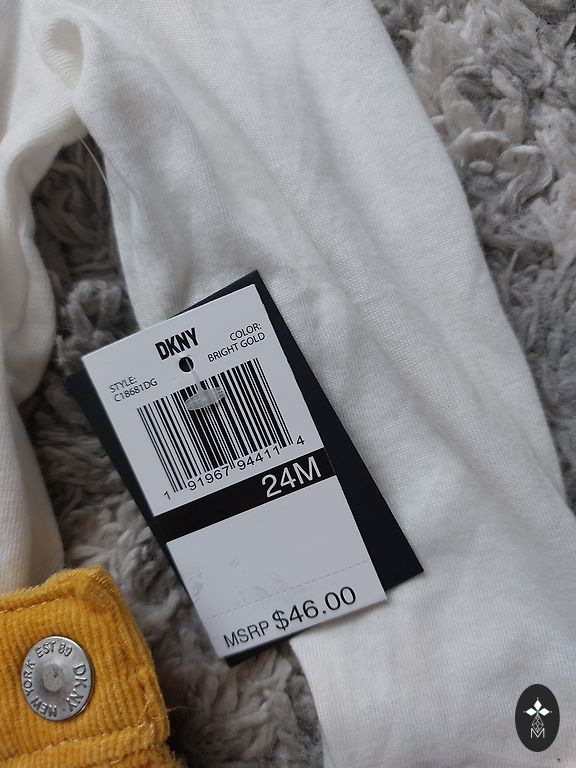 DKNY
STYLE:
C18681DG
COLOR:
BRIGHT GOLD
1 91967 94411 4
24M
MSRP $46.00
DKNY · NEW YORK EST 89
M